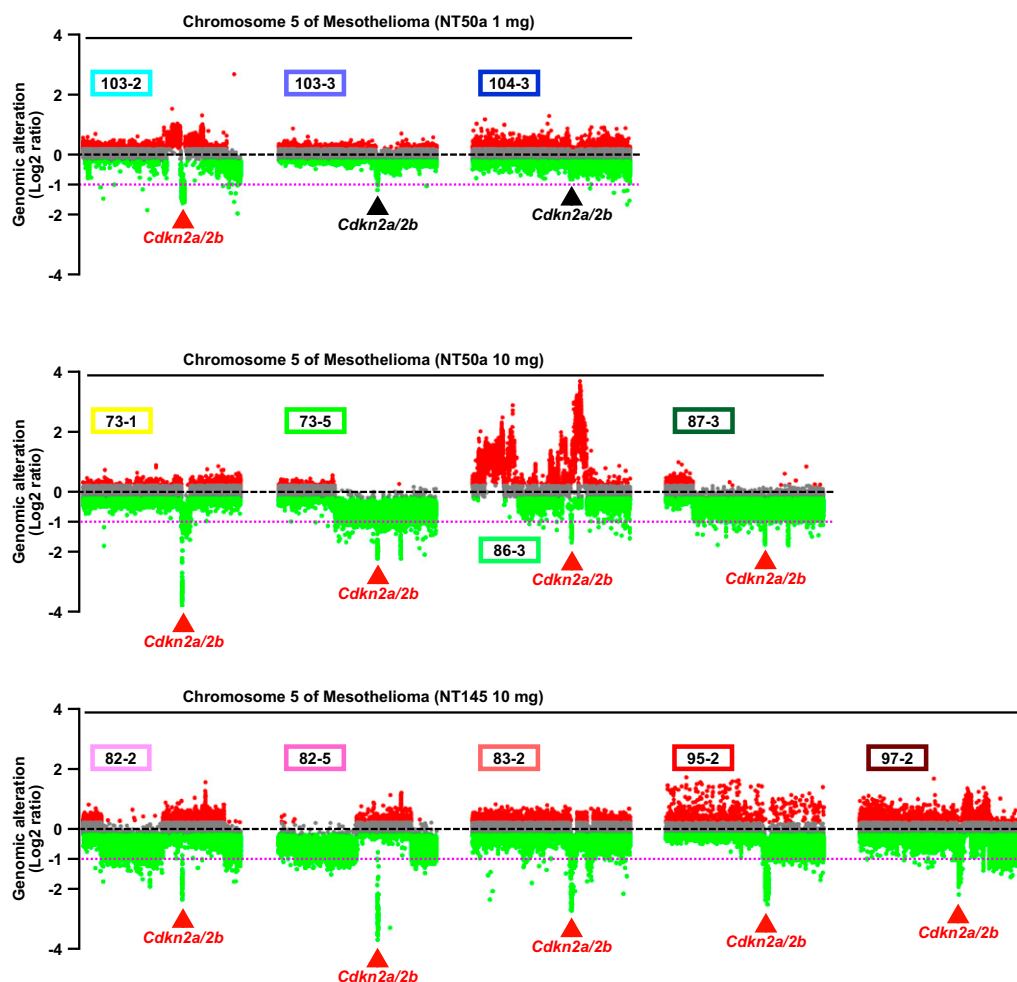 Chromosome 5 of Mesothelioma (NT50a 1 mg)
Genomic alteration
(Log2 ratio)
4
2
0
-1
-2
-4
103-2
103-3
104-3
Cdkn2a/2b
Cdkn2a/2b
Cdkn2a/2b
Chromosome 5 of Mesothelioma (NT50a 10 mg)
Genomic alteration
(Log2 ratio)
4
2
0
-1
-2
-4
73-1
73-5
86-3
87-3
Cdkn2a/2b
Cdkn2a/2b
Cdkn2a/2b
Cdkn2a/2b
Chromosome 5 of Mesothelioma (NT145 10 mg)
Genomic alteration
(Log2 ratio)
4
2
0
-1
-2
-4
82-2
82-5
83-2
95-2
97-2
Cdkn2a/2b
Cdkn2a/2b
Cdkn2a/2b
Cdkn2a/2b
Cdkn2a/2b